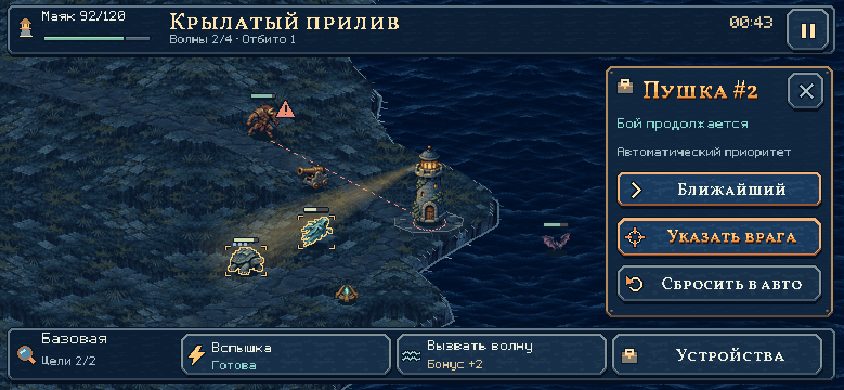 Маяк 92/120
Крылатый прилив
Волны 2/4 · Отбито 1
00:43
Пушка #2
Бой продолжается
Автоматический приоритет
Ближайший
Указать врага
Сбросить в авто
Базовая
Цели 2/2
Вспышка
Готова
Вызвать волну
Бонус +2
Устройства